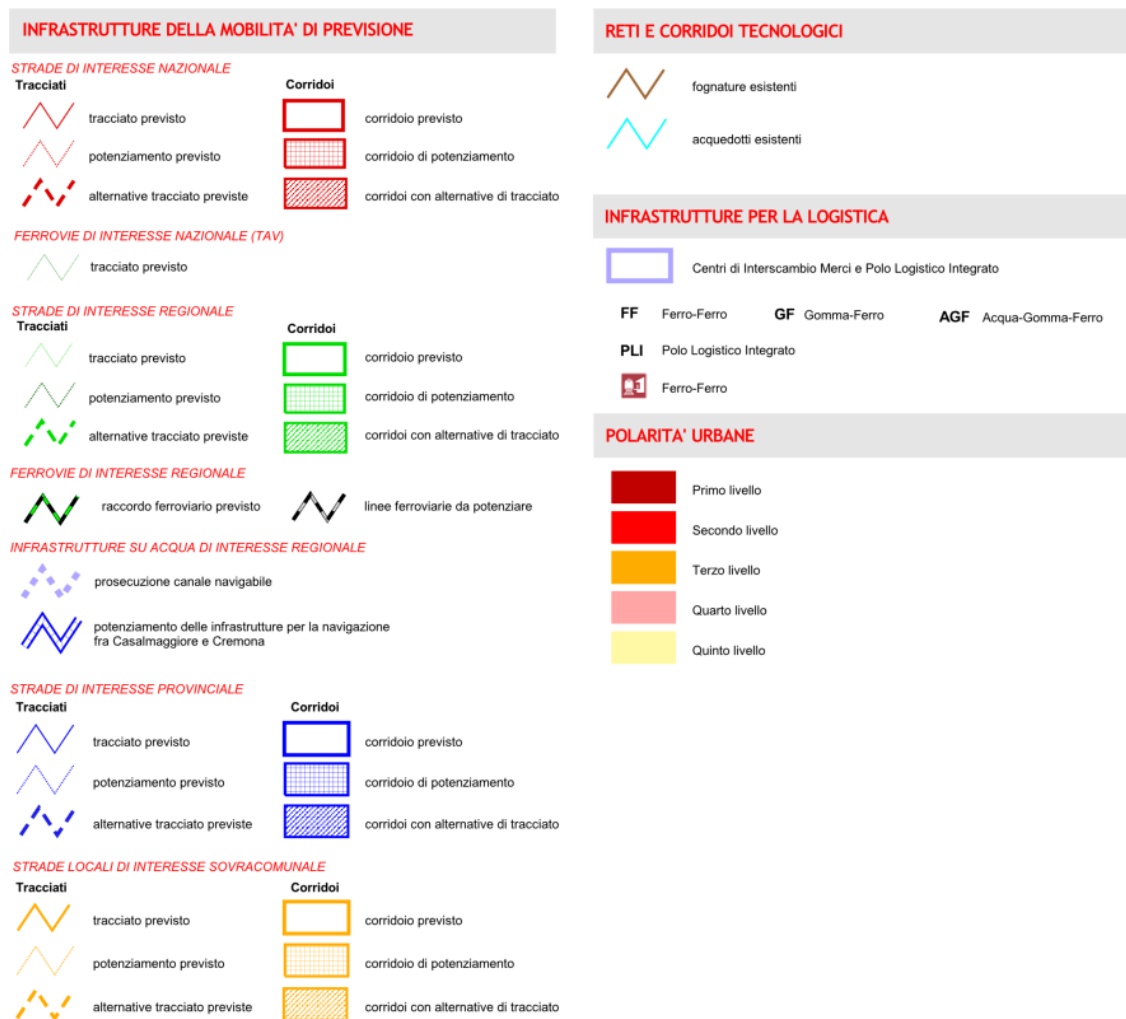 INFRASTRUTTURE DELLA MOBILITA' DI PREVISIONE
STRADE DI INTERESSE NAZIONALE
Tracciati
Corridoi
tracciato previsto
corridoio previsto
potenziamento previsto
corridoio di potenziamento
alternative tracciato previste
corridoi con alternative di tracciato
FERROVIE DI INTERESSE NAZIONALE (TAV)
tracciato previsto
STRADE DI INTERESSE REGIONALE
Tracciati
Corridoi
tracciato previsto
corridoio previsto
potenziamento previsto
corridoio di potenziamento
alternative tracciato previste
corridoi con alternative di tracciato
FERROVIE DI INTERESSE REGIONALE
raccordo ferroviario previsto
linee ferroviarie da potenziare
INFRASTRUTTURE SU ACQUA DI INTERESSE REGIONALE
prosecuzione canale navigabile
potenziamento delle infrastrutture per la navigazione
fra Casalmaggiore e Cremona
STRADE DI INTERESSE PROVINCIALE
Tracciati
Corridoi
tracciato previsto
corridoio previsto
potenziamento previsto
corridoio di potenziamento
alternative tracciato previste
corridoi con alternative di tracciato
STRADE LOCALI DI INTERESSE SOVRACOMUNALE
Tracciati
Corridoi
tracciato previsto
corridoio previsto
potenziamento previsto
corridoio di potenziamento
alternative tracciato previste
corridoi con alternative di tracciato
RETI E CORRIDOI TECNOLOGICI
fognature esistenti
acquedotti esistenti
INFRASTRUTTURE PER LA LOGISTICA
Centri di Interscambio Merci e Polo Logistico Integrato
FF Ferro-Ferro GF Gomma-Ferro AGF Acqua-Gomma-Ferro
PLI Polo Logistico Integrato
Ferro-Ferro
POLARITA' URBANE
Primo livello
Secondo livello
Terzo livello
Quarto livello
Quinto livello